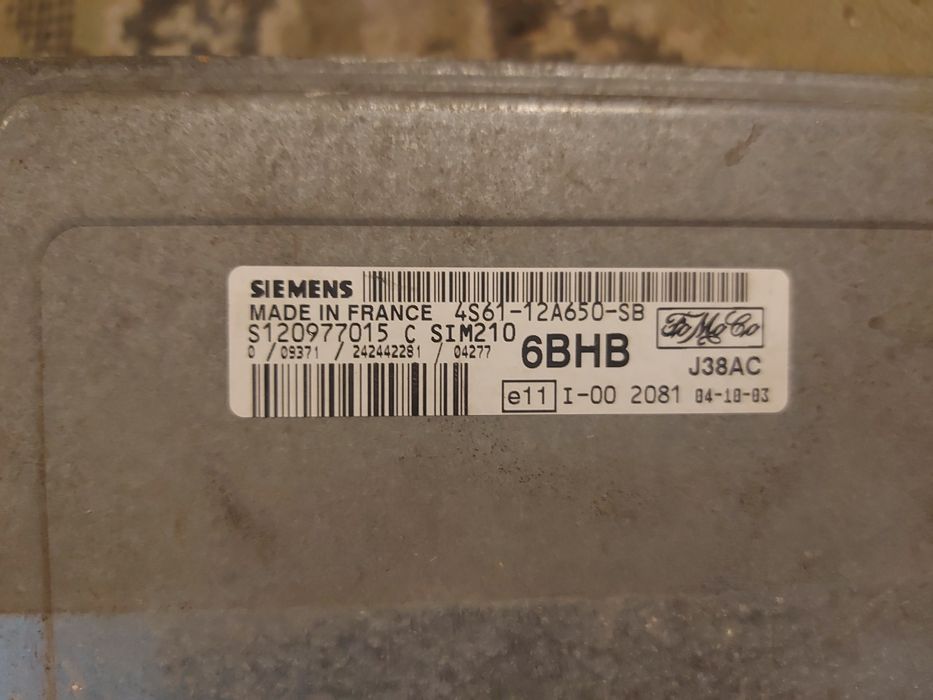 SIEMENS
MADE IN FRANCE 4S61-12A650-SB
S120977015 C SIM210
0 / 09371 / 242442281 / 04277
6BHB
FoMoCo
J38AC
e11 I-00 2081 04-10-03